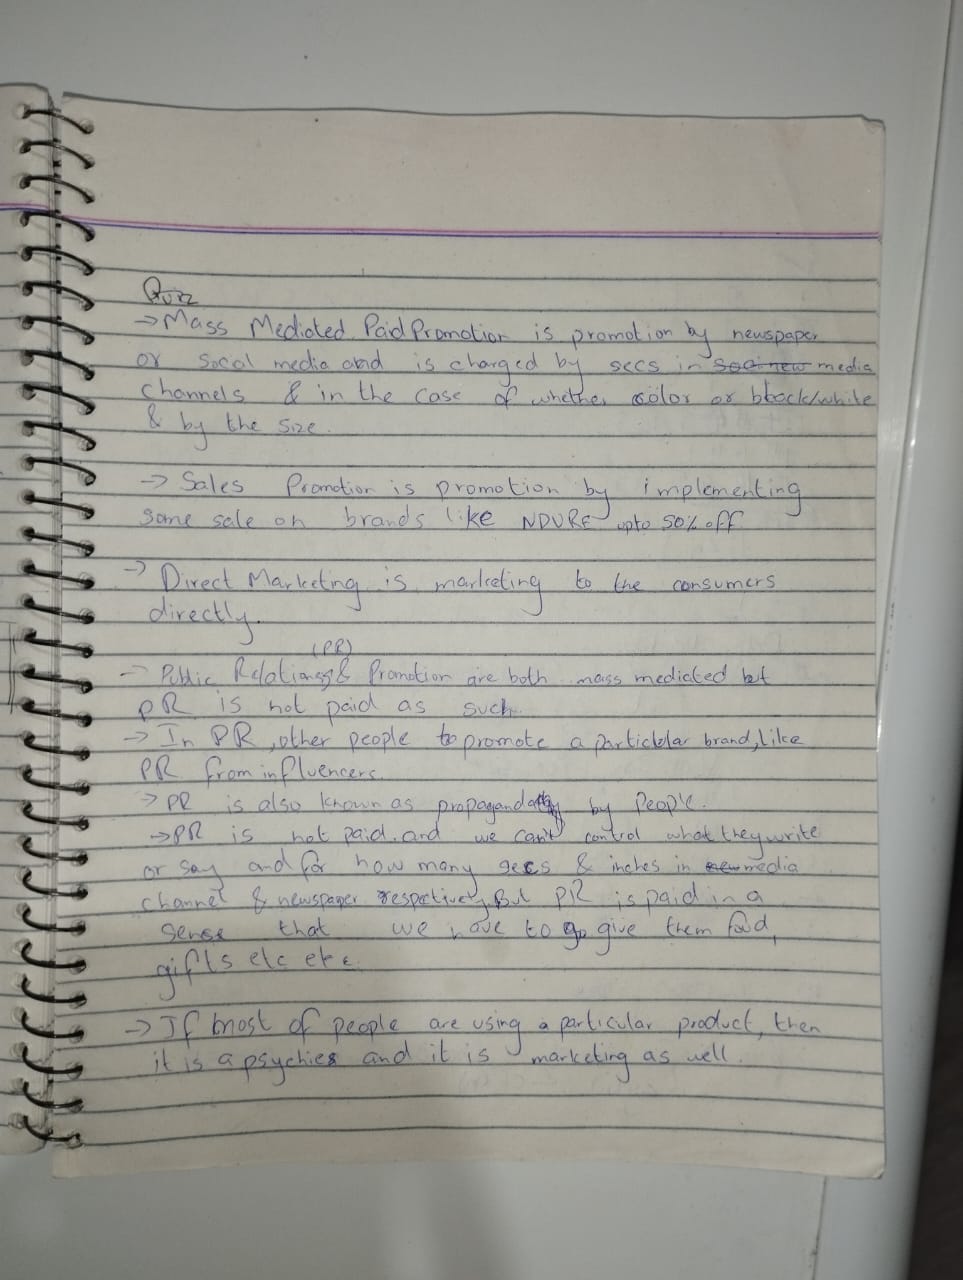 Quiz
→ Mass Mediated Paid Promotion is promotion by newspaper
or Socal media and is charged by secs in media
channels & in the case of whether color or black/white
& by the size.
→ Sales Promotion is promotion by implementing
some sale on brands like NDURE upto 50% off
→ Direct Marketing is marketing to the consumers
directly.
(PR)
→ Public Relations & Promotion are both mass mediated but
PR is not paid as such.
→ In PR, other people to promote a particular brand, like
PR from influencers.
→ PR is also known as propaganda by People.
→ PR is not paid and we can't control what they write
or say and for how many secs & inches in media
channel & newspaper respectively. But PR is paid in a
sense that we have to give them food,
gifts etc etc.
→ If most of people are using a particular product, then
it is a psychies and it is marketing as well.